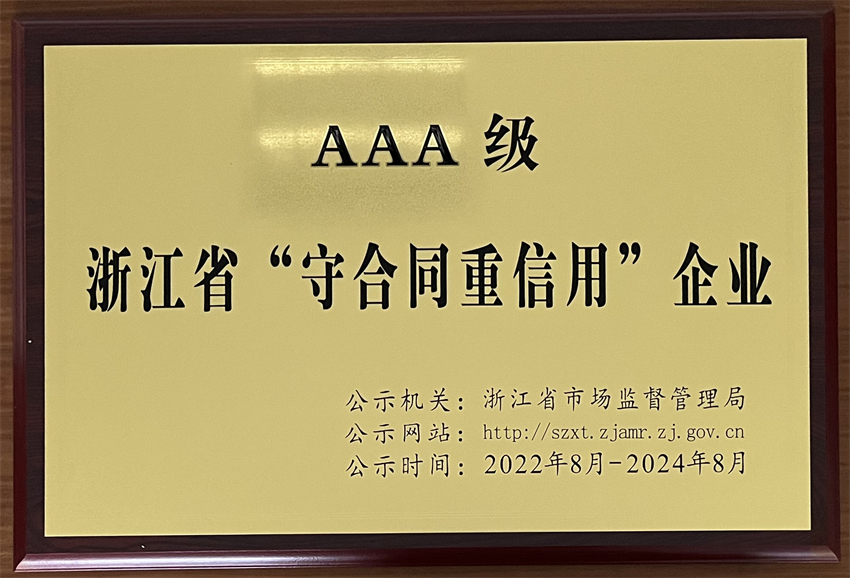 AAA 级
浙江省“守合同重信用”企业
公示机关：浙江省市场监督管理局
公示网站：http://szxt.zjamr.zj.gov.cn
公示时间：2022年8月-2024年8月